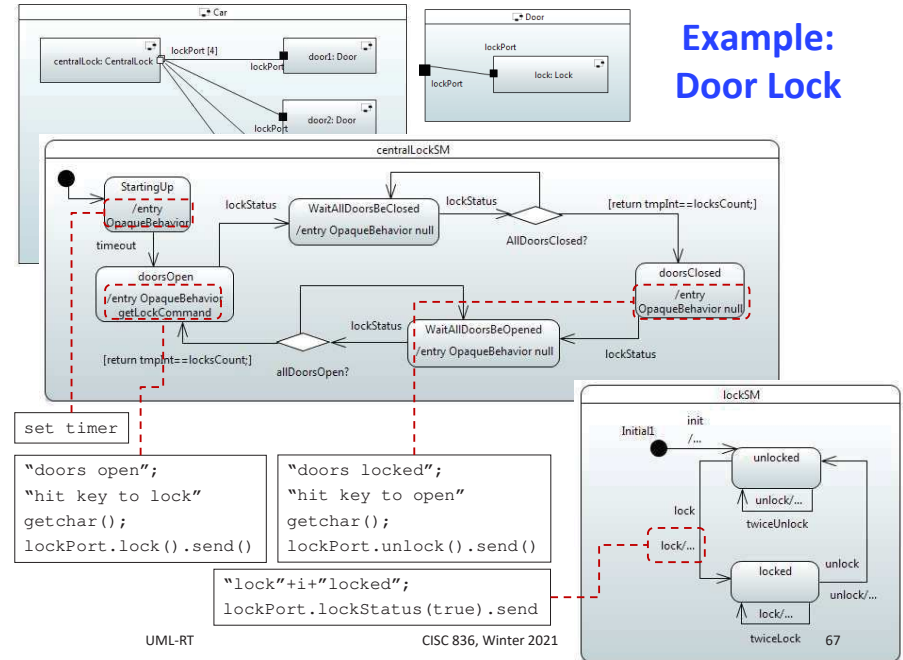 Car
Door
Example:
Door Lock
centralLock: CentralLock
lockPort [4]
lockPort
door1: Door
lockPort
door2: Door
lockPort
lockPort
lock: Lock
centralLockSM
StartingUp
/entry
OpaqueBehavior
timeout
lockStatus
WaitAllDoorsBeClosed
/entry OpaqueBehavior null
lockStatus
AllDoorsClosed?
[return tmpInt==locksCount;]
doorsOpen
/entry OpaqueBehavior
getLockCommand
doorsClosed
/entry
OpaqueBehavior null
[return tmpInt==locksCount;]
allDoorsOpen?
lockStatus
WaitAllDoorsBeOpened
/entry OpaqueBehavior null
lockStatus
set timer
"doors open";
"hit key to lock"
getchar();
lockPort.lock().send()
"doors locked";
"hit key to open"
getchar();
lockPort.unlock().send()
"lock"+i+"locked";
lockPort.lockStatus(true).send
lockSM
Initial1
init
/...
unlocked
unlock/...
twiceUnlock
lock
lock/...
locked
unlock
unlock/...
lock/...
twiceLock
UML-RT
CISC 836, Winter 2021
67